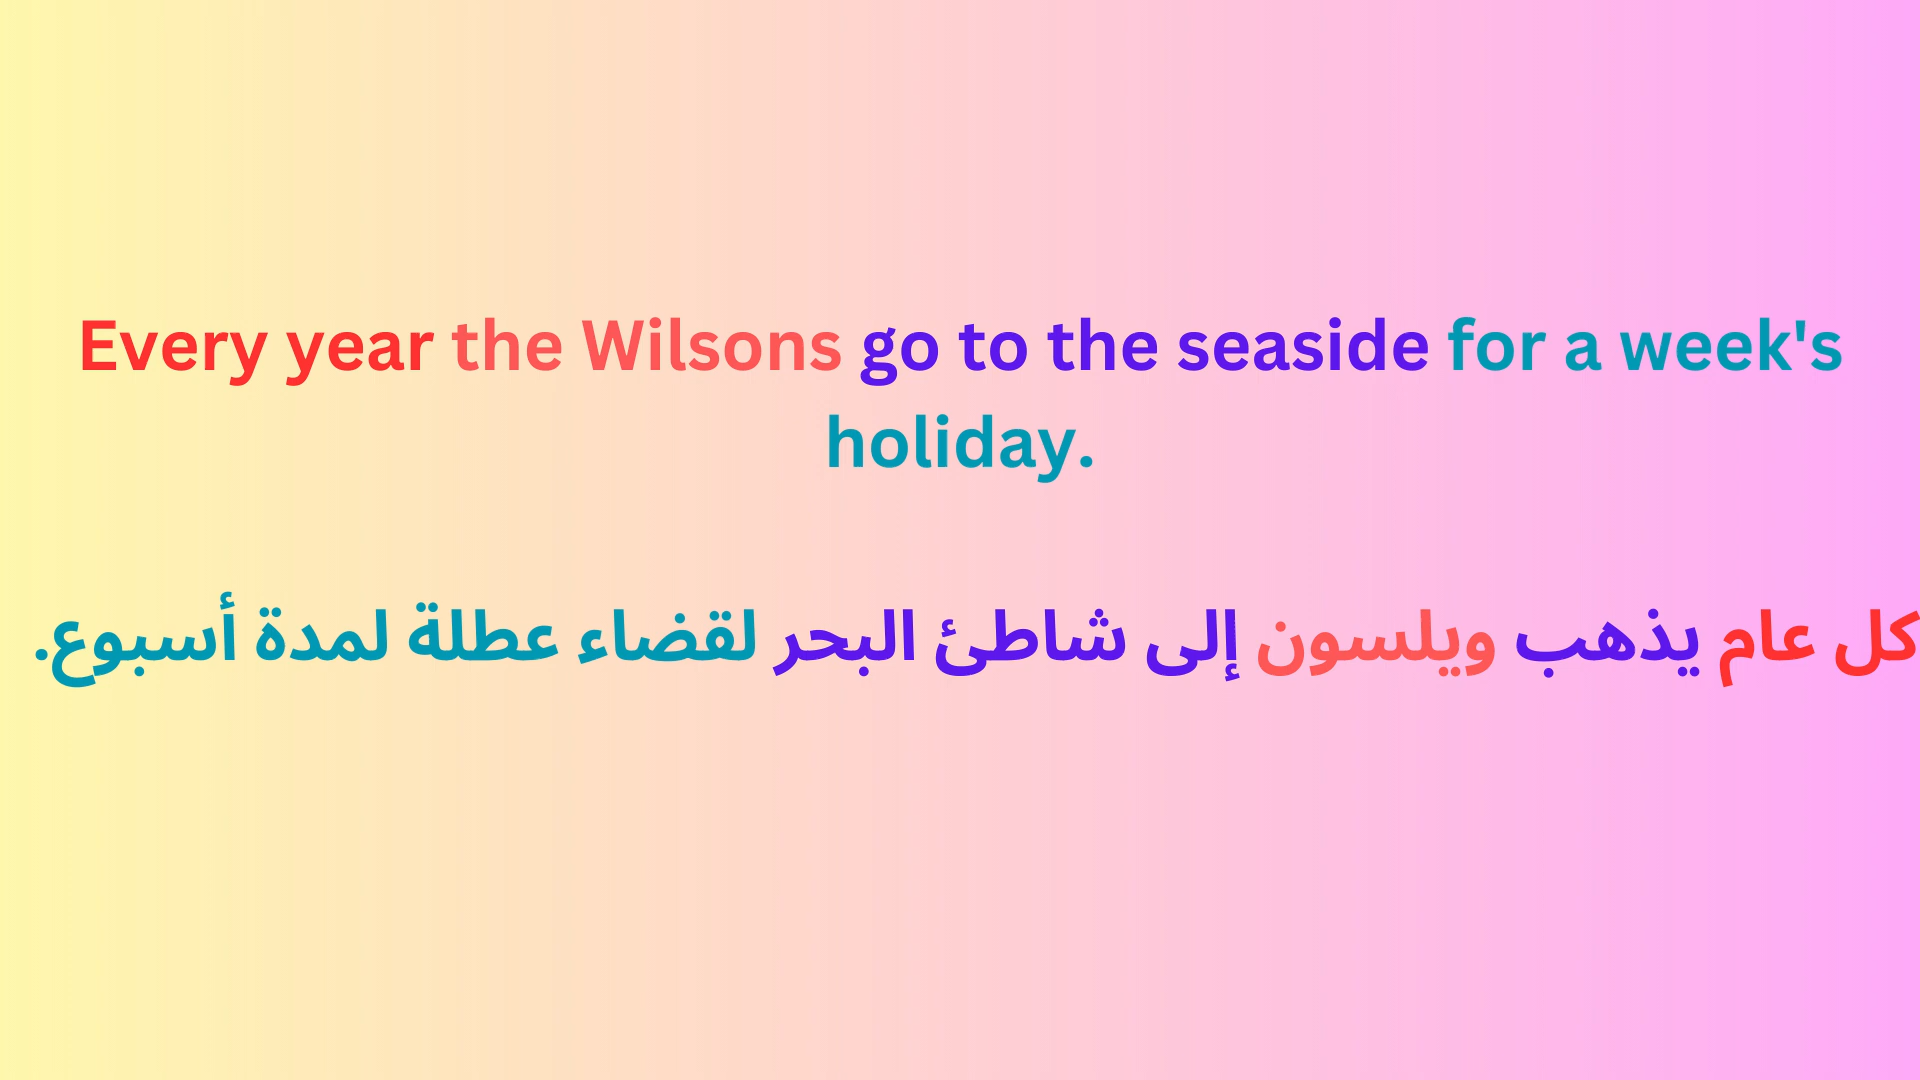 Every year the Wilsons go to the seaside for a week's
holiday.
كل عام يذهب ويلسون إلى شاطئ البحر لقضاء عطلة لمدة أسبوع.